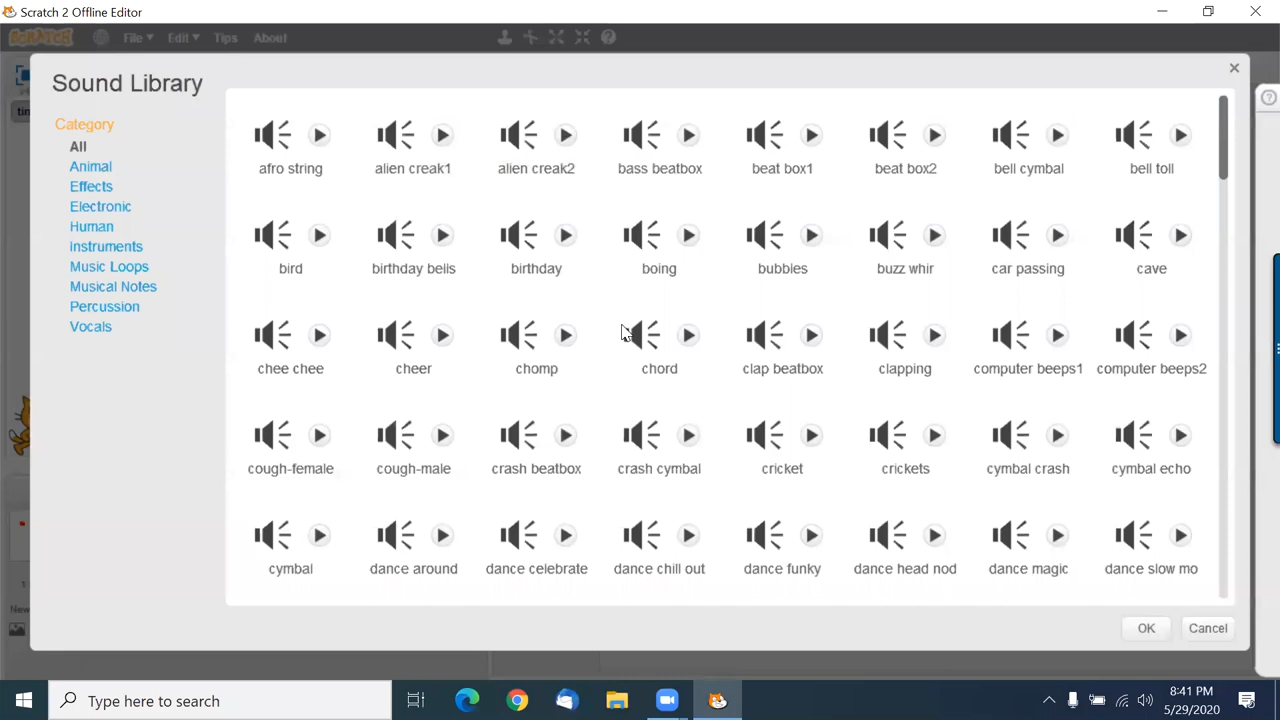 Scratch 2 Offline Editor
SCRATCH File Edit Tips About
Sound Library
Category
All
Animal
Effects
Electronic
Human
Instruments
Music Loops
Musical Notes
Percussion
Vocals
afro string alien creak1 alien creak2 bass beatbox beat box1 beat box2 bell cymbal bell toll
bird birthday bells birthday boing bubbles buzz whir car passing cave
chee chee cheer chomp chord clap beatbox clapping computer beeps1 computer beeps2
cough-female cough-male crash beatbox crash cymbal cricket crickets cymbal crash cymbal echo
cymbal dance around dance celebrate dance chill out dance funky dance head nod dance magic dance slow mo
OK Cancel
New
Type here to search
8:41 PM
5/29/2020